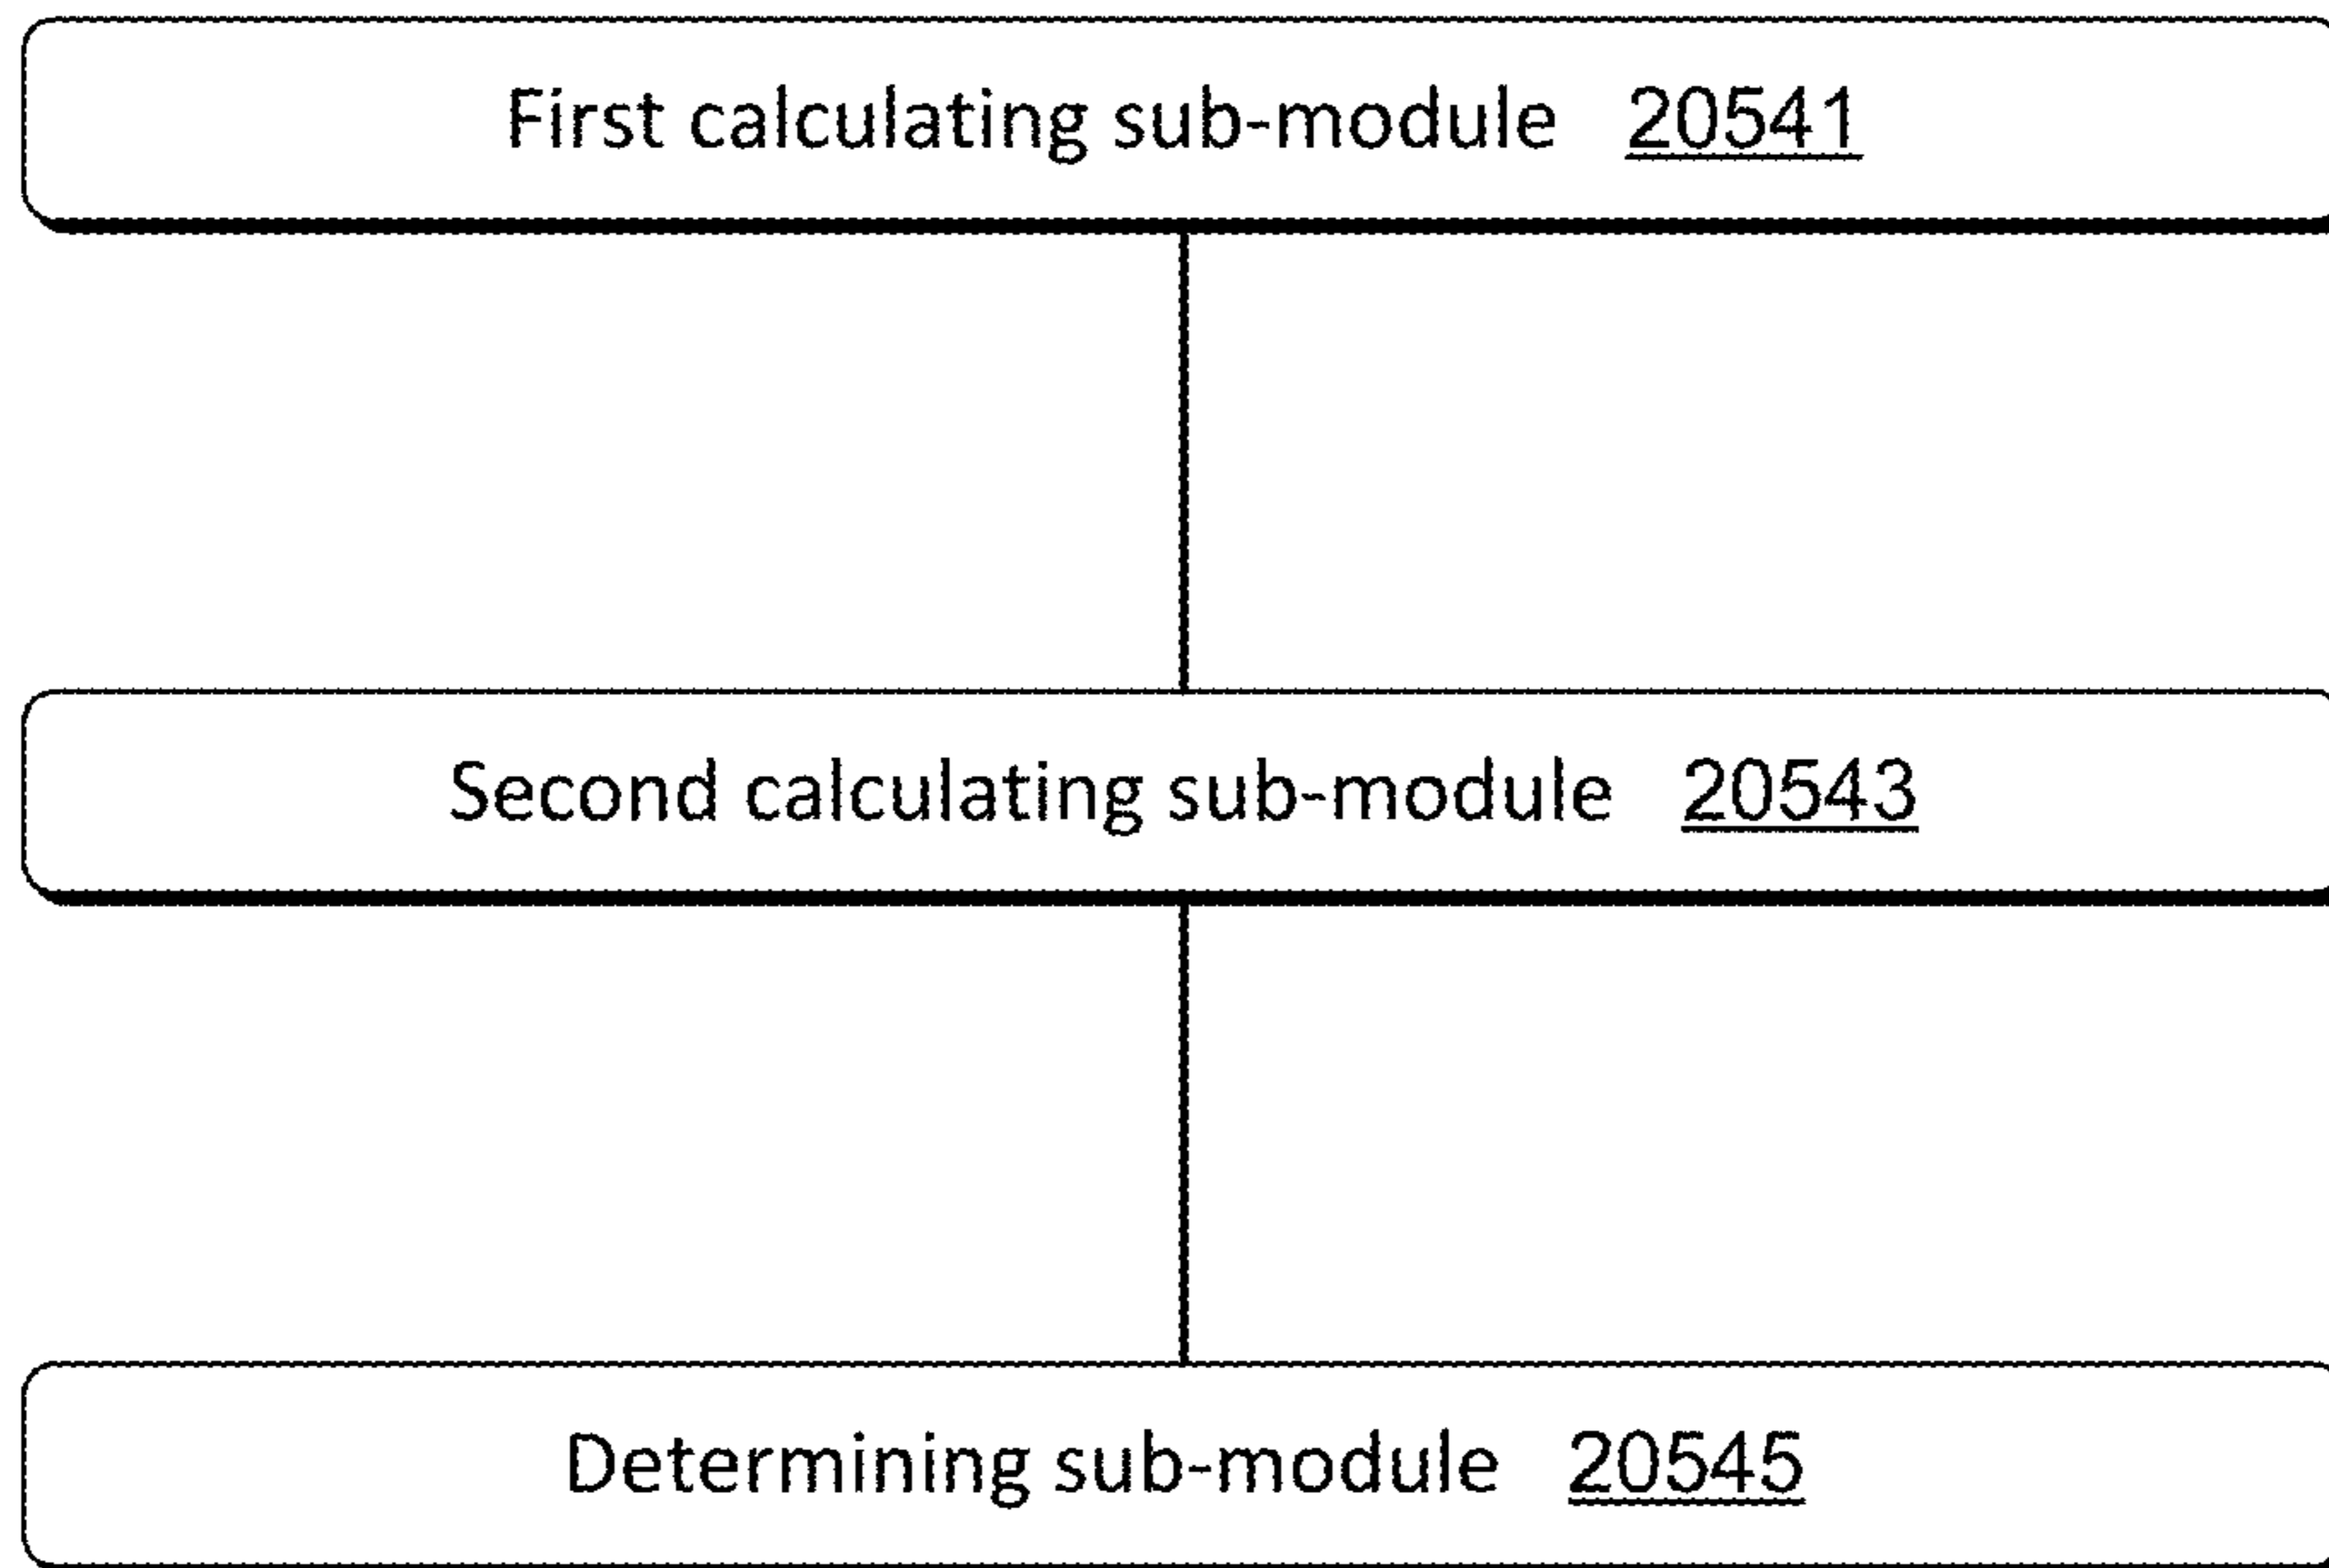 First calculating sub-module 20541
Second calculating sub-module 20543
Determining sub-module 20545